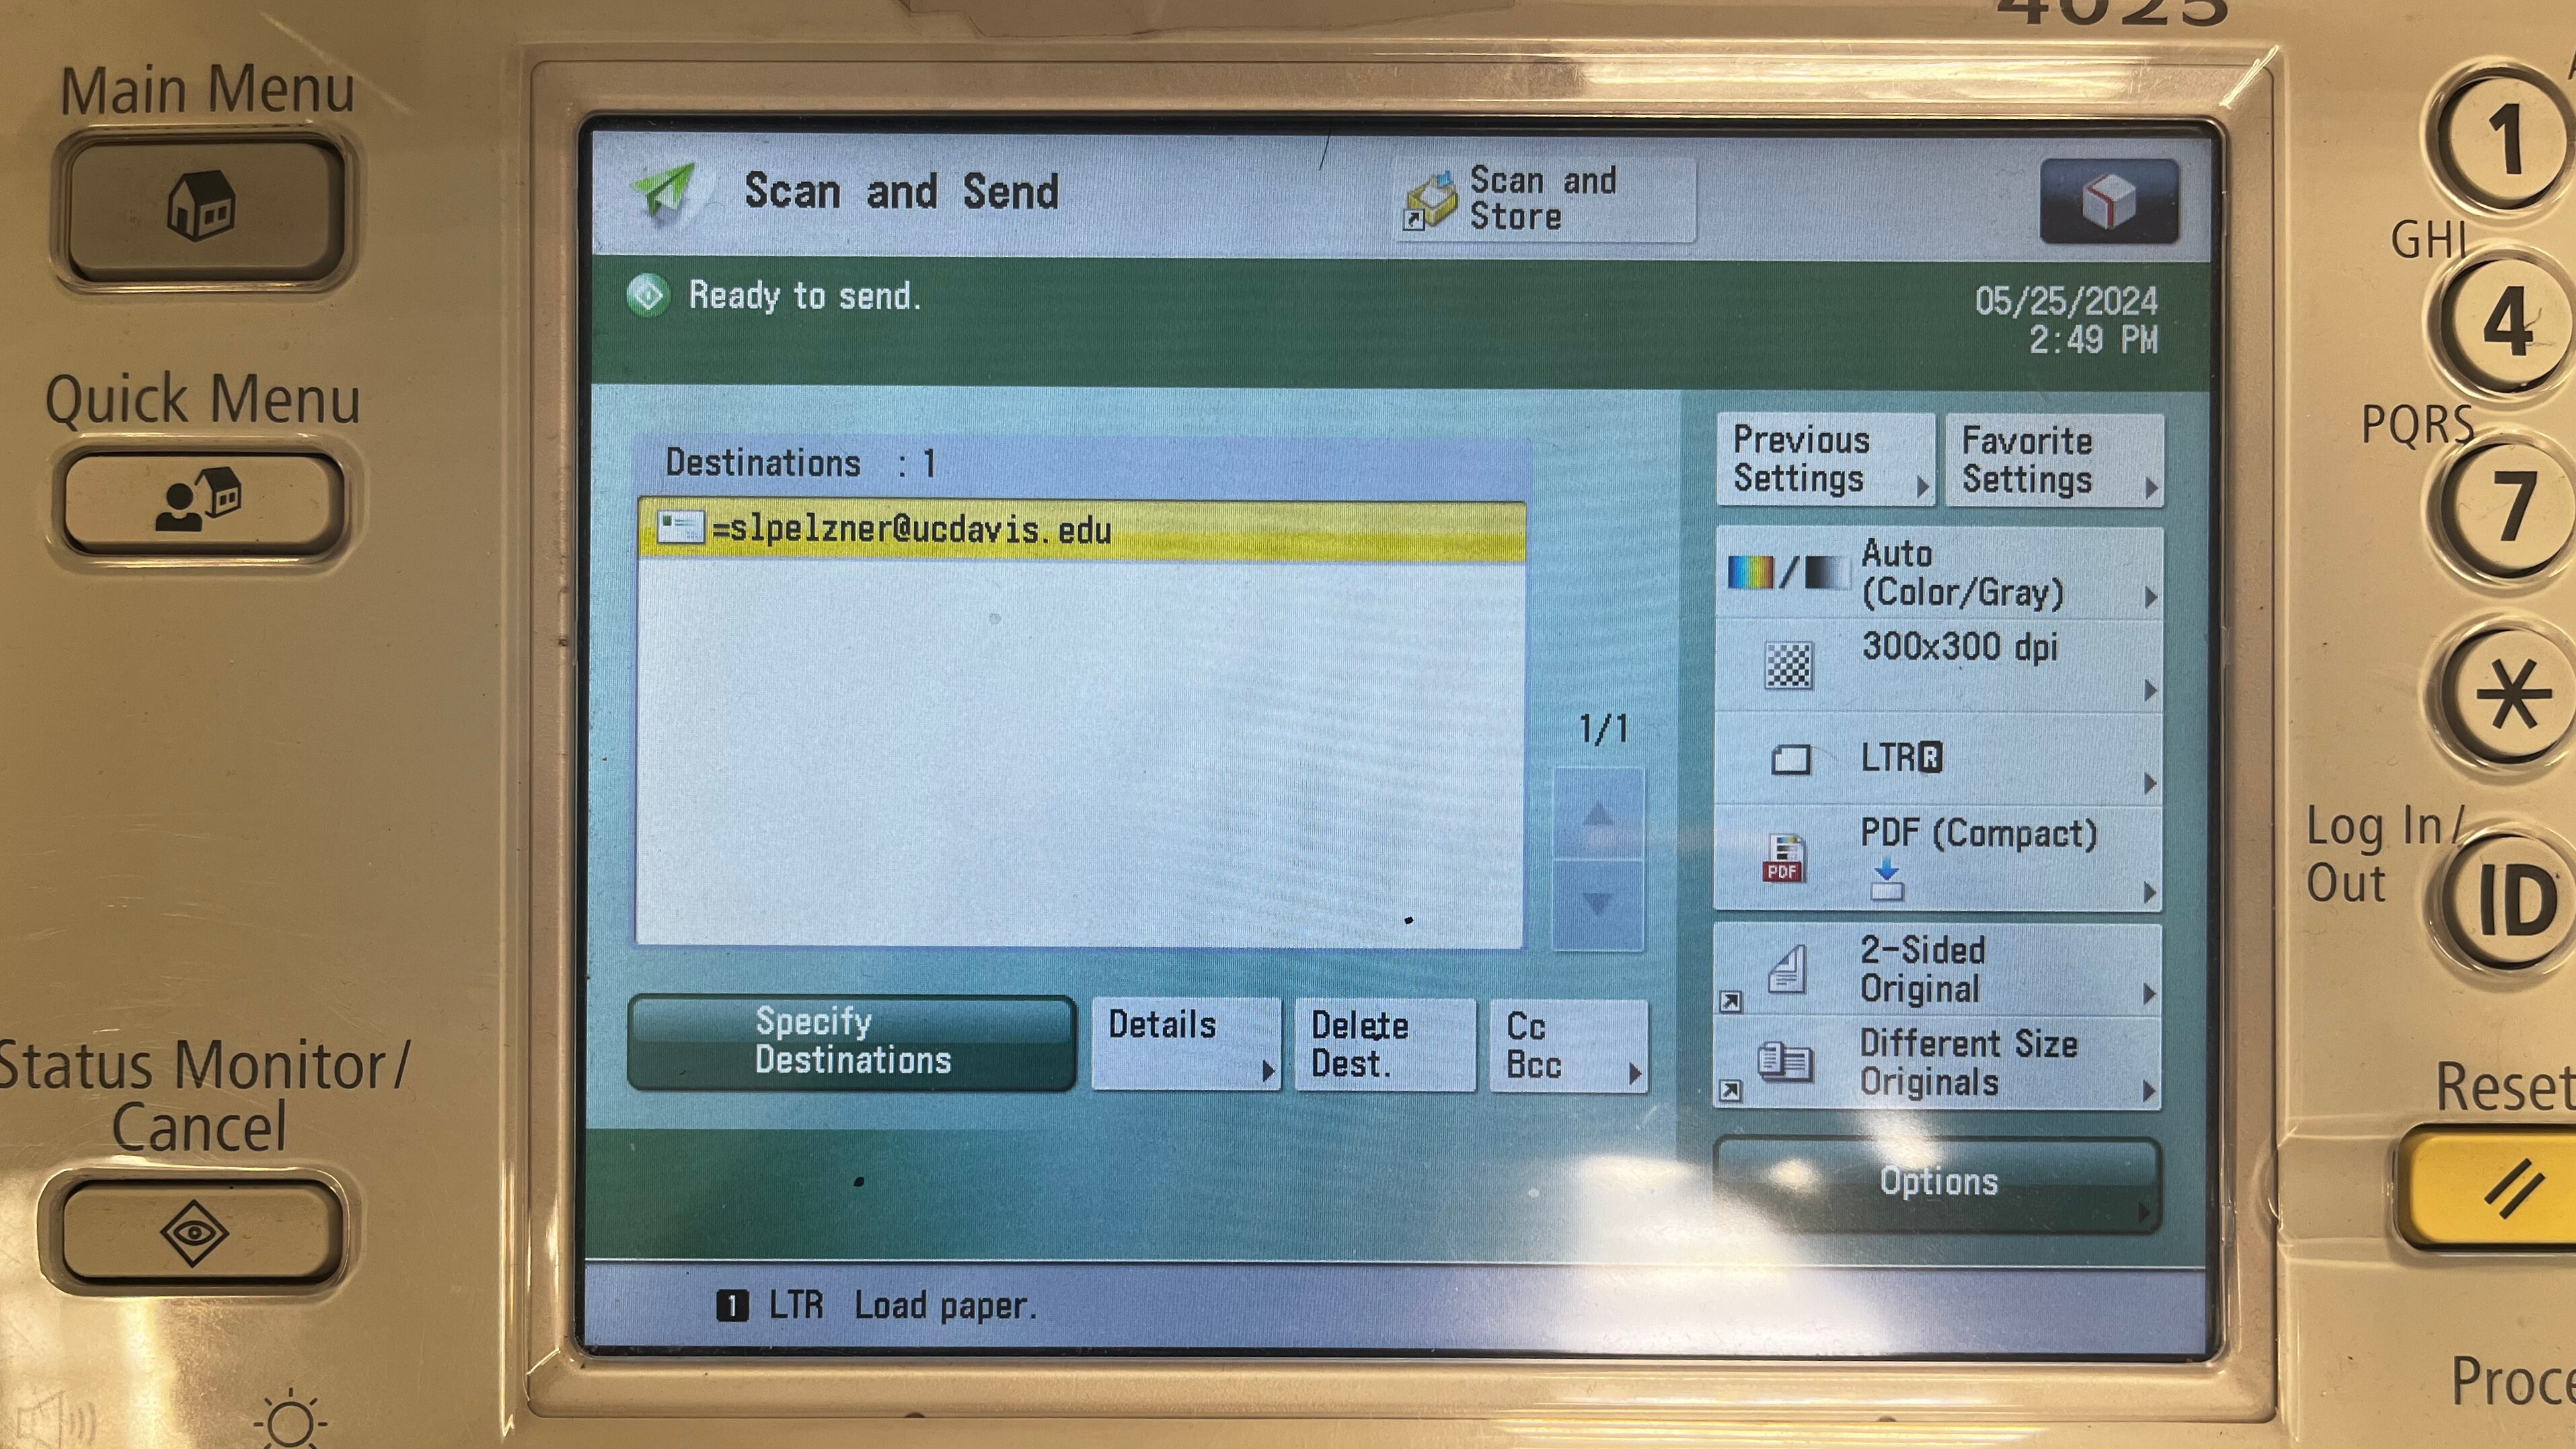 4025
Main Menu
Quick Menu
Status Monitor/
Cancel
Scan and Send
Scan and
Store
Ready to send.
05/25/2024
2:49 PM
Destinations : 1
=slpelzner@ucdavis.edu
1/1
Specify
Destinations
Details
Delete
Dest.
Cc
Bcc
Previous
Settings
Favorite
Settings
Auto
(Color/Gray)
300x300 dpi
LTRR
PDF (Compact)
PDF
2-Sided
Original
Different Size
Originals
Options
1 LTR Load paper.
1
GHI
4
PQRS
7
*
Log In/
Out
ID
Reset